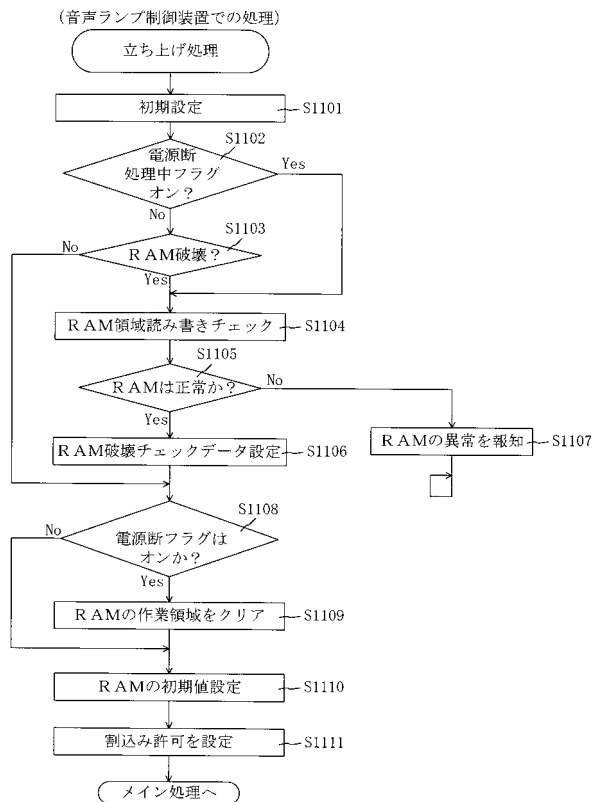 (音声ランプ制御装置での処理)
立ち上げ処理
初期設定
S1101
S1102
電源断
処理中フラグ
オン?
Yes
No
S1103
No
RAM破壊?
Yes
RAM領域読み書きチェック
S1104
S1105
RAMは正常か?
No
Yes
RAMの異常を報知
S1107
RAM破壊チェックデータ設定
S1106
S1108
No
電源断フラグは
オンか?
Yes
RAMの作業領域をクリア
S1109
RAMの初期値設定
S1110
割込み許可を設定
S1111
メイン処理へ